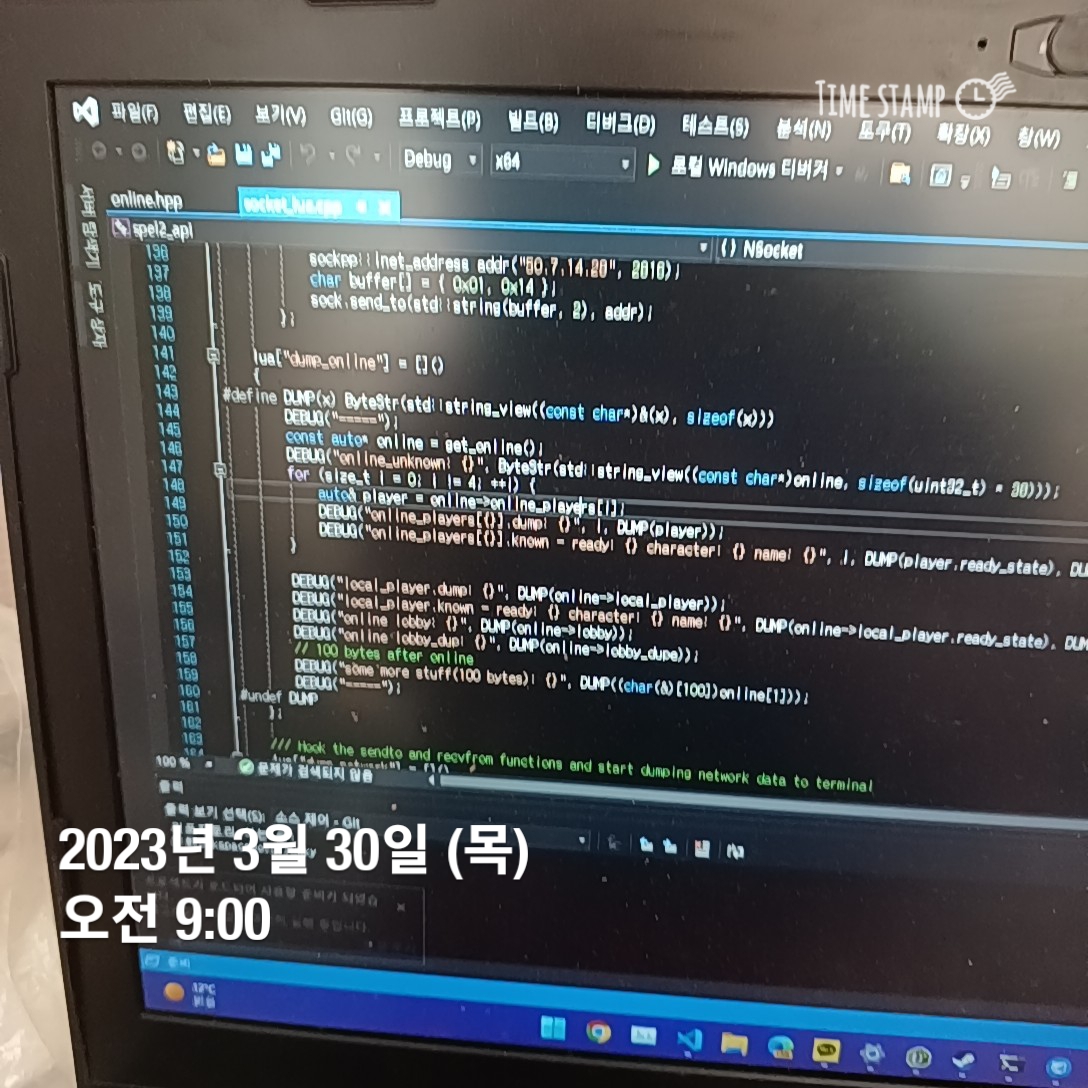 TIME STAMP
파일(F) 편집(E) 보기(V) Git(G) 프로젝트(P) 빌드(B) 디버그(D) 테스트(S) 분석(N) 도구(T) 확장(X) 창(W)
Debug x64 로컬 Windows 디버거
online.hpp socket_lua.cpp
spel2_api {} NSocket
196 sockpp::inet_address addr("60.7.14.20", 2010);
197 char buffer[] = { 0x01, 0x14 };
198 sock.send_to(std::string(buffer, 2), addr);
199 };
140
141 lua["dump_online"] = []()
142 {
143 #define DUMP(x) ByteStr(std::string_view((const char*)&(x), sizeof(x)))
144 DEBUG("=====");
145 const auto* online = get_online();
146 DEBUG("online_unknown: {}", ByteStr(std::string_view((const char*)online, sizeof(uint32_t) * 30)));
147 for (size_t i = 0; i != 4; ++i) {
148 auto& player = online->online_players[i];
149 DEBUG("online_players[{}].dump: {}", i, DUMP(player));
150 DEBUG("online_players[{}].known = ready: {} character: {} name: {}", i, DUMP(player.ready_state),
151 }
152
153 DEBUG("local_player.dump: {}", DUMP(online->local_player));
154 DEBUG("local_player.known = ready: {} character: {} name: {}", DUMP(online->local_player.ready_state),
155 DEBUG("online lobby: {}", DUMP(online->lobby));
156 DEBUG("online lobby_dup: {}", DUMP(online->lobby_dupe));
157 // 100 bytes after online
158 DEBUG("some more stuff(100 bytes): {}", DUMP((char(&)[100])online[1]));
159 DEBUG("=====");
160 #undef DUMP
161 };
162
163 /// Hook the sendto and recvfrom functions and start dumping network data to terminal
100 % 문제가 검색되지 않음
출력
출력 보기 선택(S): 소스 제어 - Git
2023년 3월 30일 (목)
오전 9:00
준비
12°C